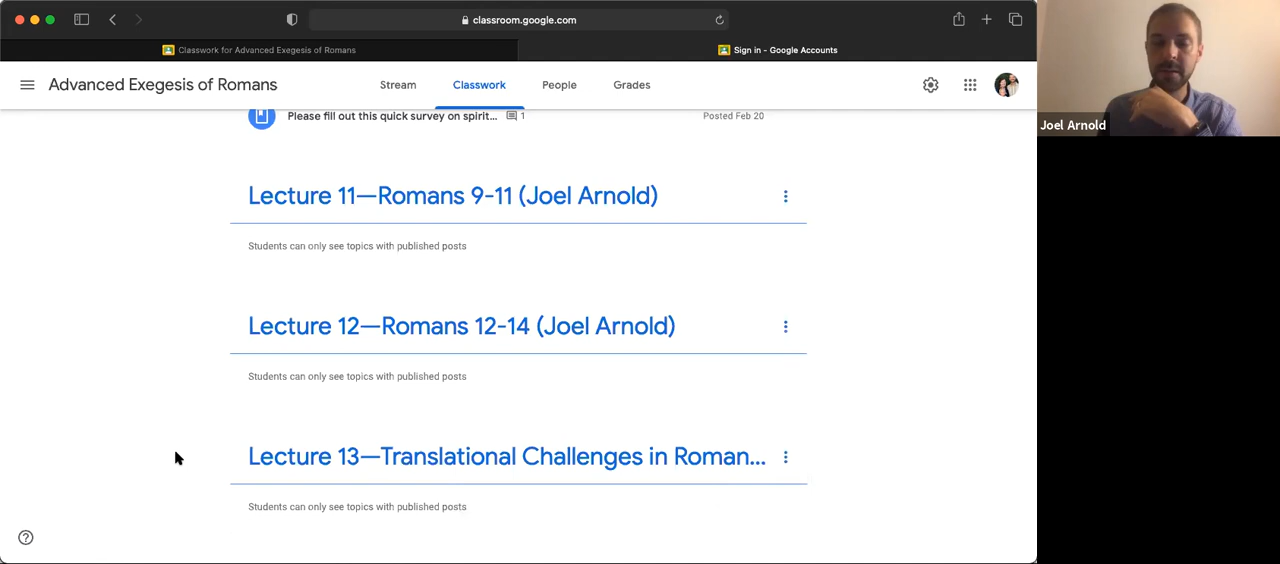 classroom.google.com
Classwork for Advanced Exegesis of Romans
Sign in - Google Accounts
Advanced Exegesis of Romans
Stream
Classwork
People
Grades
Please fill out this quick survey on spirit...
1
Posted Feb 20
Lecture 11—Romans 9-11 (Joel Arnold)
Students can only see topics with published posts
Lecture 12—Romans 12-14 (Joel Arnold)
Students can only see topics with published posts
Lecture 13—Translational Challenges in Roman...
Students can only see topics with published posts
Joel Arnold